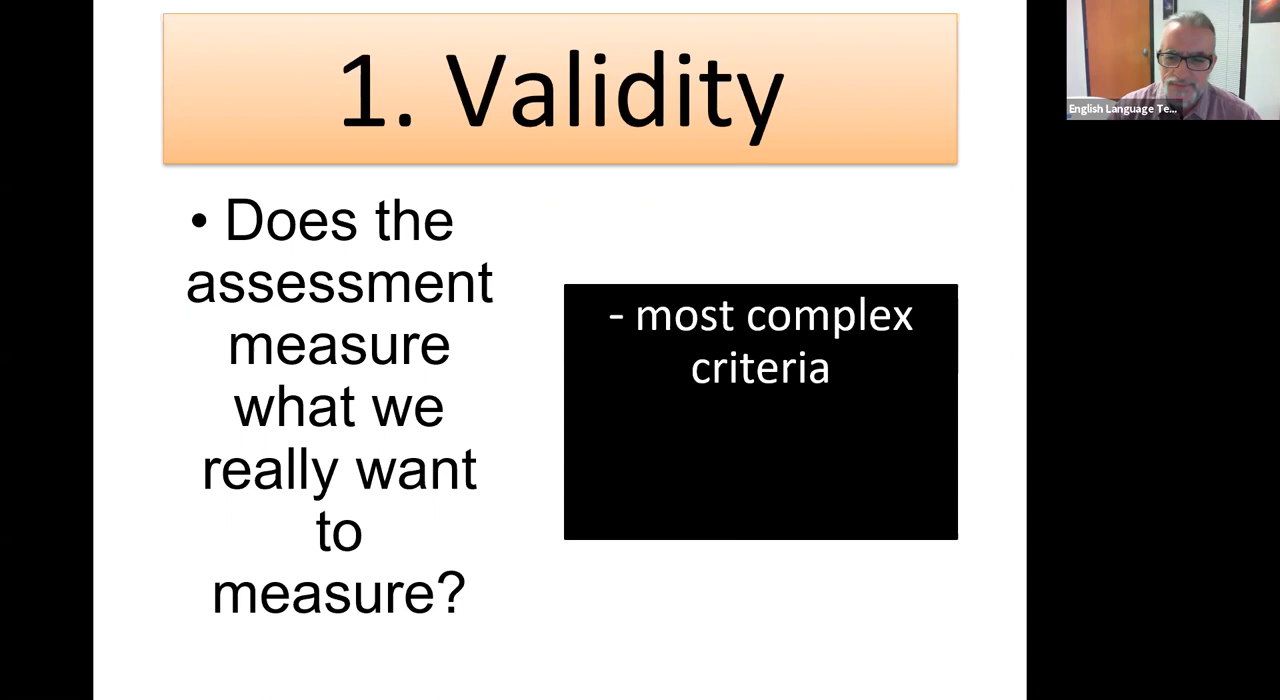 1. Validity
• Does the
assessment
measure
what we
really want
to
measure?
- most complex
criteria
English Language Te...